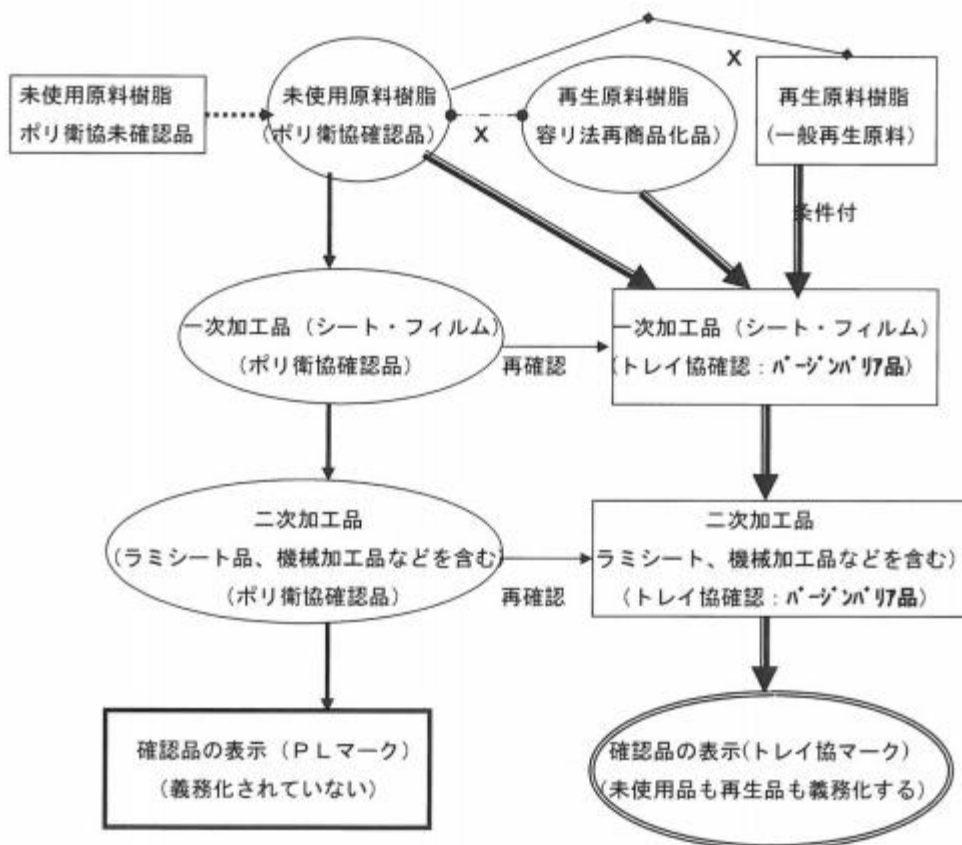 X
未使用原料樹脂
ポリ衛協未確認品
未使用原料樹脂
(ポリ衛協確認品)
X
再生原料樹脂
容リ法再商品化品
再生原料樹脂
(一般再生原料)
条件付
一次加工品（シート・フィルム）
(ポリ衛協確認品)
再確認
一次加工品（シート・フィルム）
(トレイ協確認：ﾊﾞｰｼﾞﾝﾊﾞﾘｱ品)
二次加工品
(ラミシート品、機械加工品などを含む)
(ポリ衛協確認品)
再確認
二次加工品
ラミシート、機械加工品などを含む)
(トレイ協確認：ﾊﾞｰｼﾞﾝﾊﾞﾘｱ品)
確認品の表示（ＰＬマーク）
(義務化されていない)
確認品の表示(トレイ協マーク)
(未使用品も再生品も義務化する)